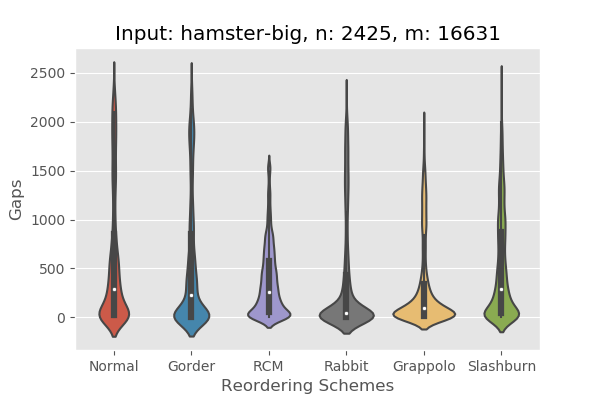 Input: hamster-big, n: 2425, m: 16631
Gaps
2500
2000
1500
1000
500
0
Normal Gorder RCM Rabbit Grappolo Slashburn
Reordering Schemes